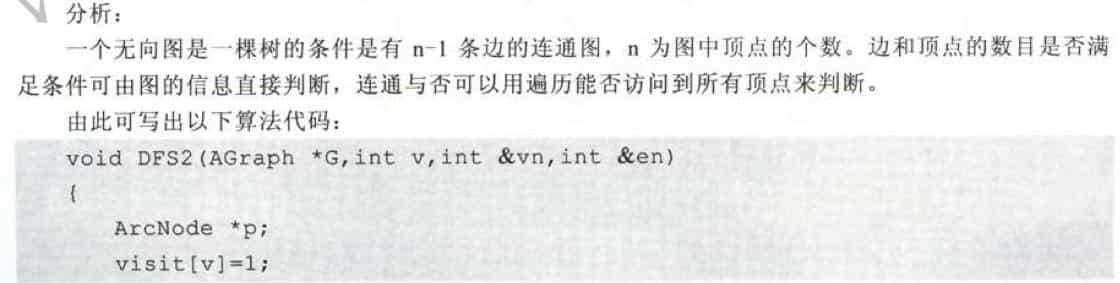 分析：
一个无向图是一棵树的条件是有 n-1 条边的连通图，n 为图中顶点的个数。边和顶点的数目是否满
足条件可由图的信息直接判断，连通与否可以用遍历能否访问到所有顶点来判断。
由此可写出以下算法代码：
void DFS2(AGraph *G,int v,int &vn,int &en)
{
ArcNode *p;
visit[v]=1;